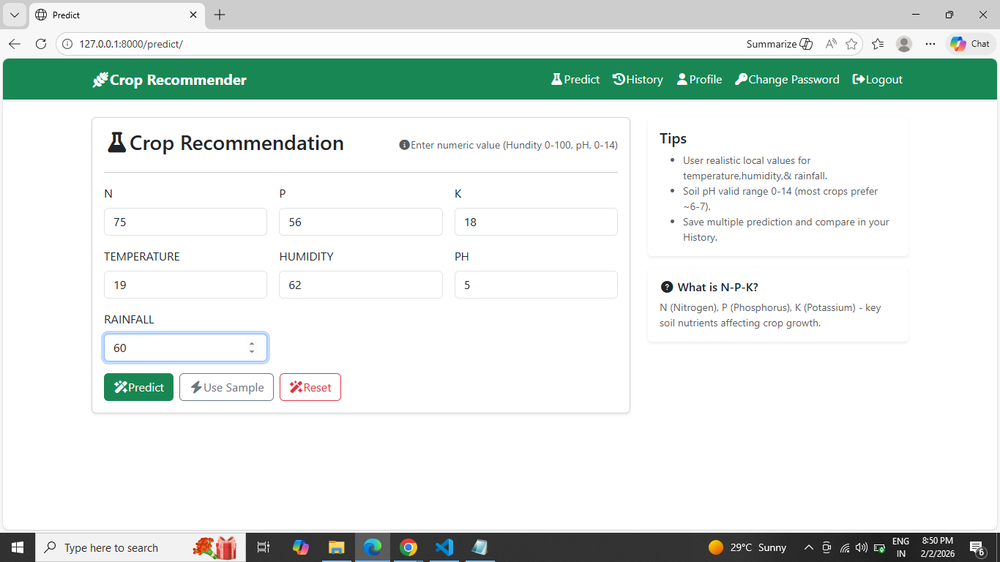 Predict
127.0.0.1:8000/predict/
Summarize
Chat
Crop Recommender
Predict History Profile Change Password Logout
Crop Recommendation
Enter numeric value (Hundity 0-100, pH, 0-14)
N P K
75 56 18
TEMPERATURE HUMIDITY PH
19 62 5
RAINFALL
60
Predict Use Sample Reset
Tips
User realistic local values for
temperature,humidity,& rainfall.
Soil pH valid range 0-14 (most crops prefer
~6-7).
Save multiple prediction and compare in your
History.
What is N-P-K?
N (Nitrogen), P (Phosphorus), K (Potassium) - key
soil nutrients affecting crop growth.
Type here to search
29°C Sunny
ENG
IN
8:50 PM
2/2/2026
6